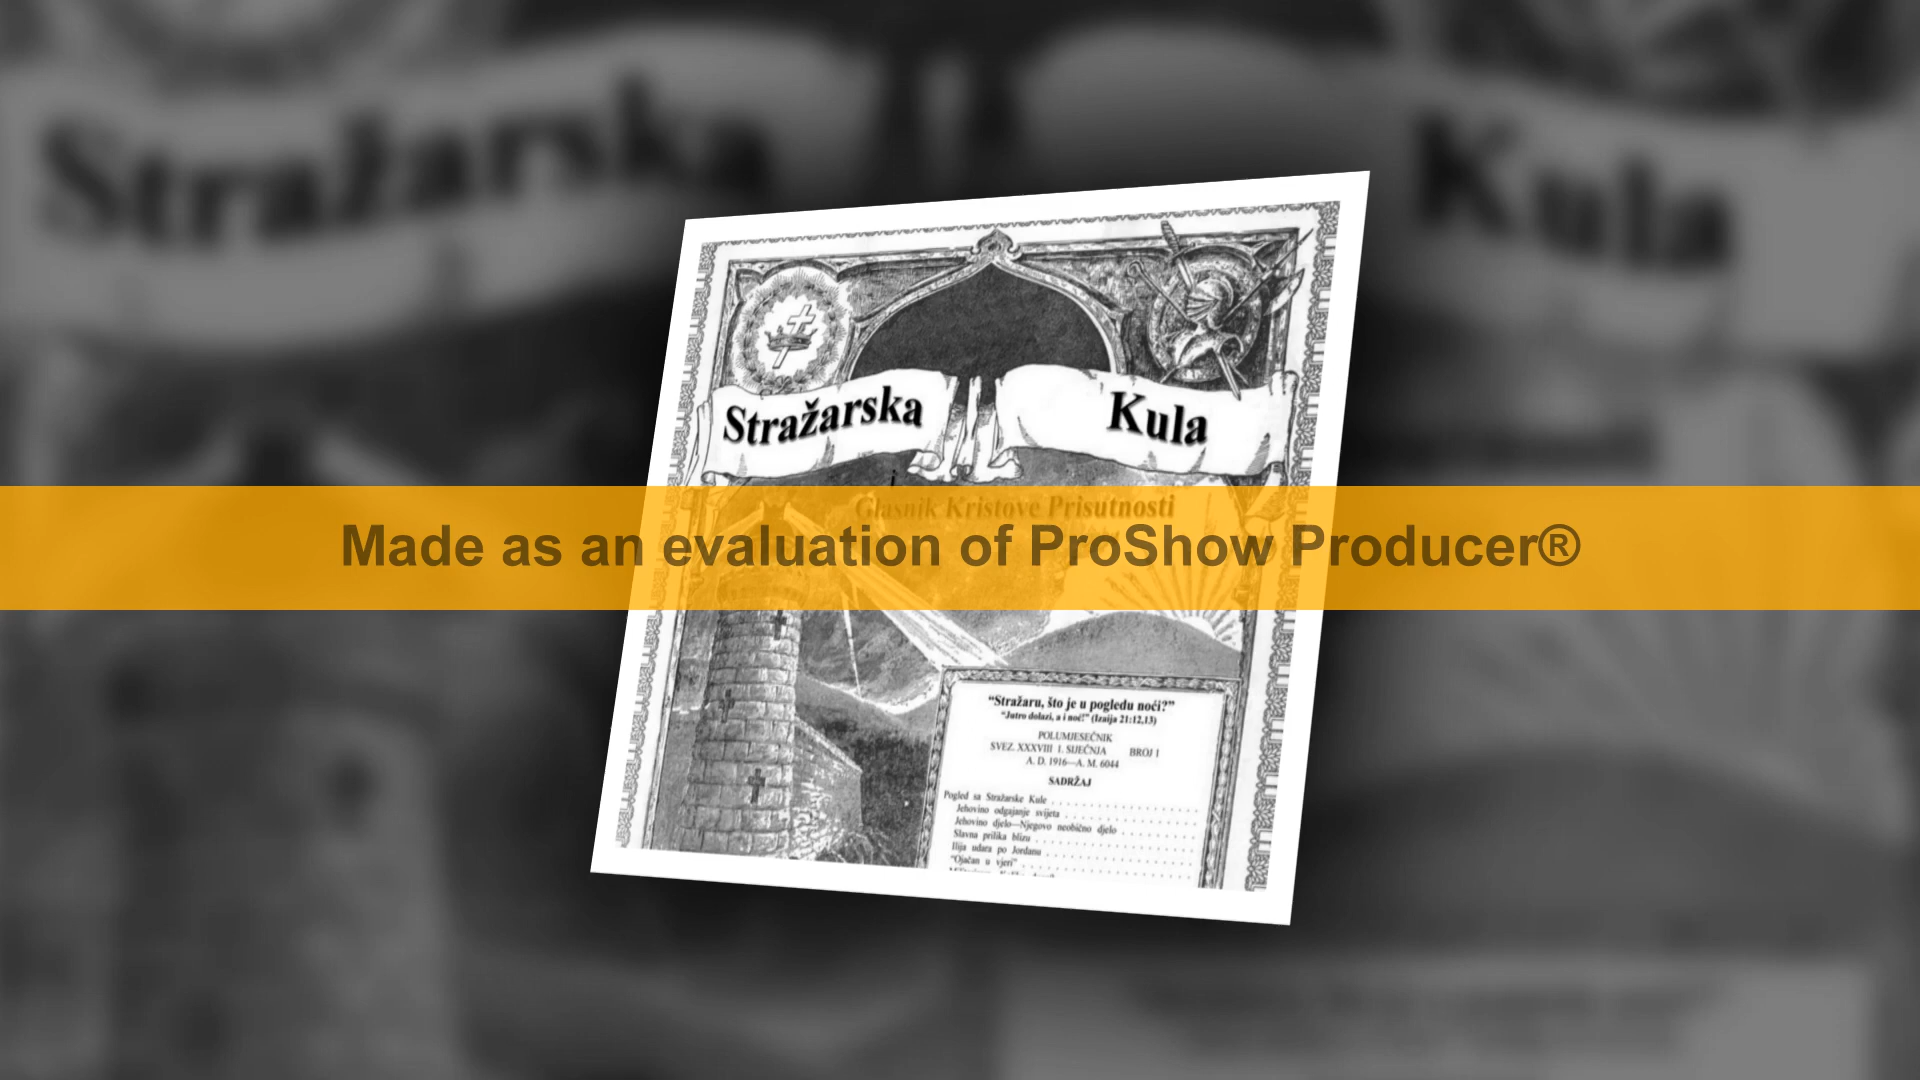 Stražarska Kula
Stražarska
Kula
i
Glasnik Kristove Prisutnosti
Made as an evaluation of ProShow Producer®
“Stražaru, što je u pogledu noći?”
“Jutro dolazi, a i noć!” (Izaija 21:12,13)
POLUMJESEČNIK
SVEZ. XXXVIII 1. SIJEČNJA BROJ 1
A. D. 1916—A. M. 6044
SADRŽAJ
Pogled sa Stražarske Kule
Jehovino odgajanje svijeta
Jehovino djelo—Njegovo neobično djelo
Slavna prilika blizu
Ilija udara po Jordanu
“Ojačan u vjeri”